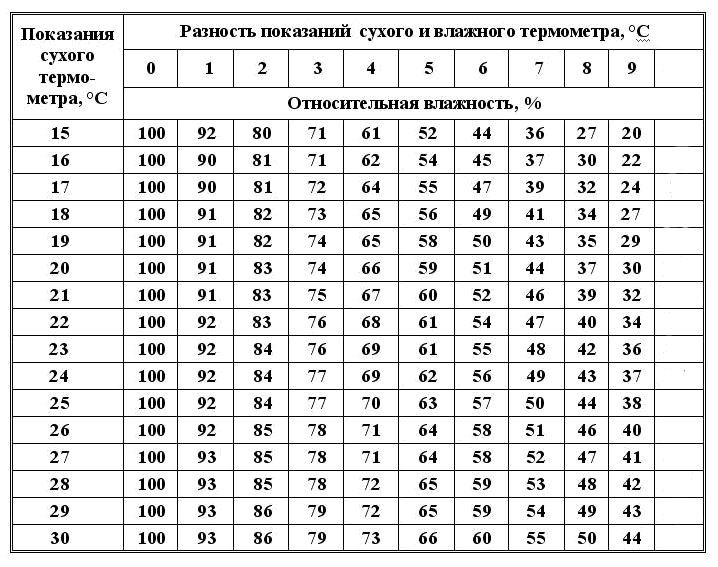 Показания сухого термо-метра, °С
Разность показаний сухого и влажного термометра, °С
0 1 2 3 4 5 6 7 8 9
Относительная влажность, %
15 100 92 80 71 61 52 44 36 27 20
16 100 90 81 71 62 54 45 37 30 22
17 100 90 81 72 64 55 47 39 32 24
18 100 91 82 73 65 56 49 41 34 27
19 100 91 82 74 65 58 50 43 35 29
20 100 91 83 74 66 59 51 44 37 30
21 100 91 83 75 67 60 52 46 39 32
22 100 92 83 76 68 61 54 47 40 34
23 100 92 84 76 69 61 55 48 42 36
24 100 92 84 77 69 62 56 49 43 37
25 100 92 84 77 70 63 57 50 44 38
26 100 92 85 78 71 64 58 51 46 40
27 100 93 85 78 71 64 58 52 47 41
28 100 93 85 78 72 65 59 53 48 42
29 100 93 86 79 72 65 59 54 49 43
30 100 93 86 79 73 66 60 55 50 44